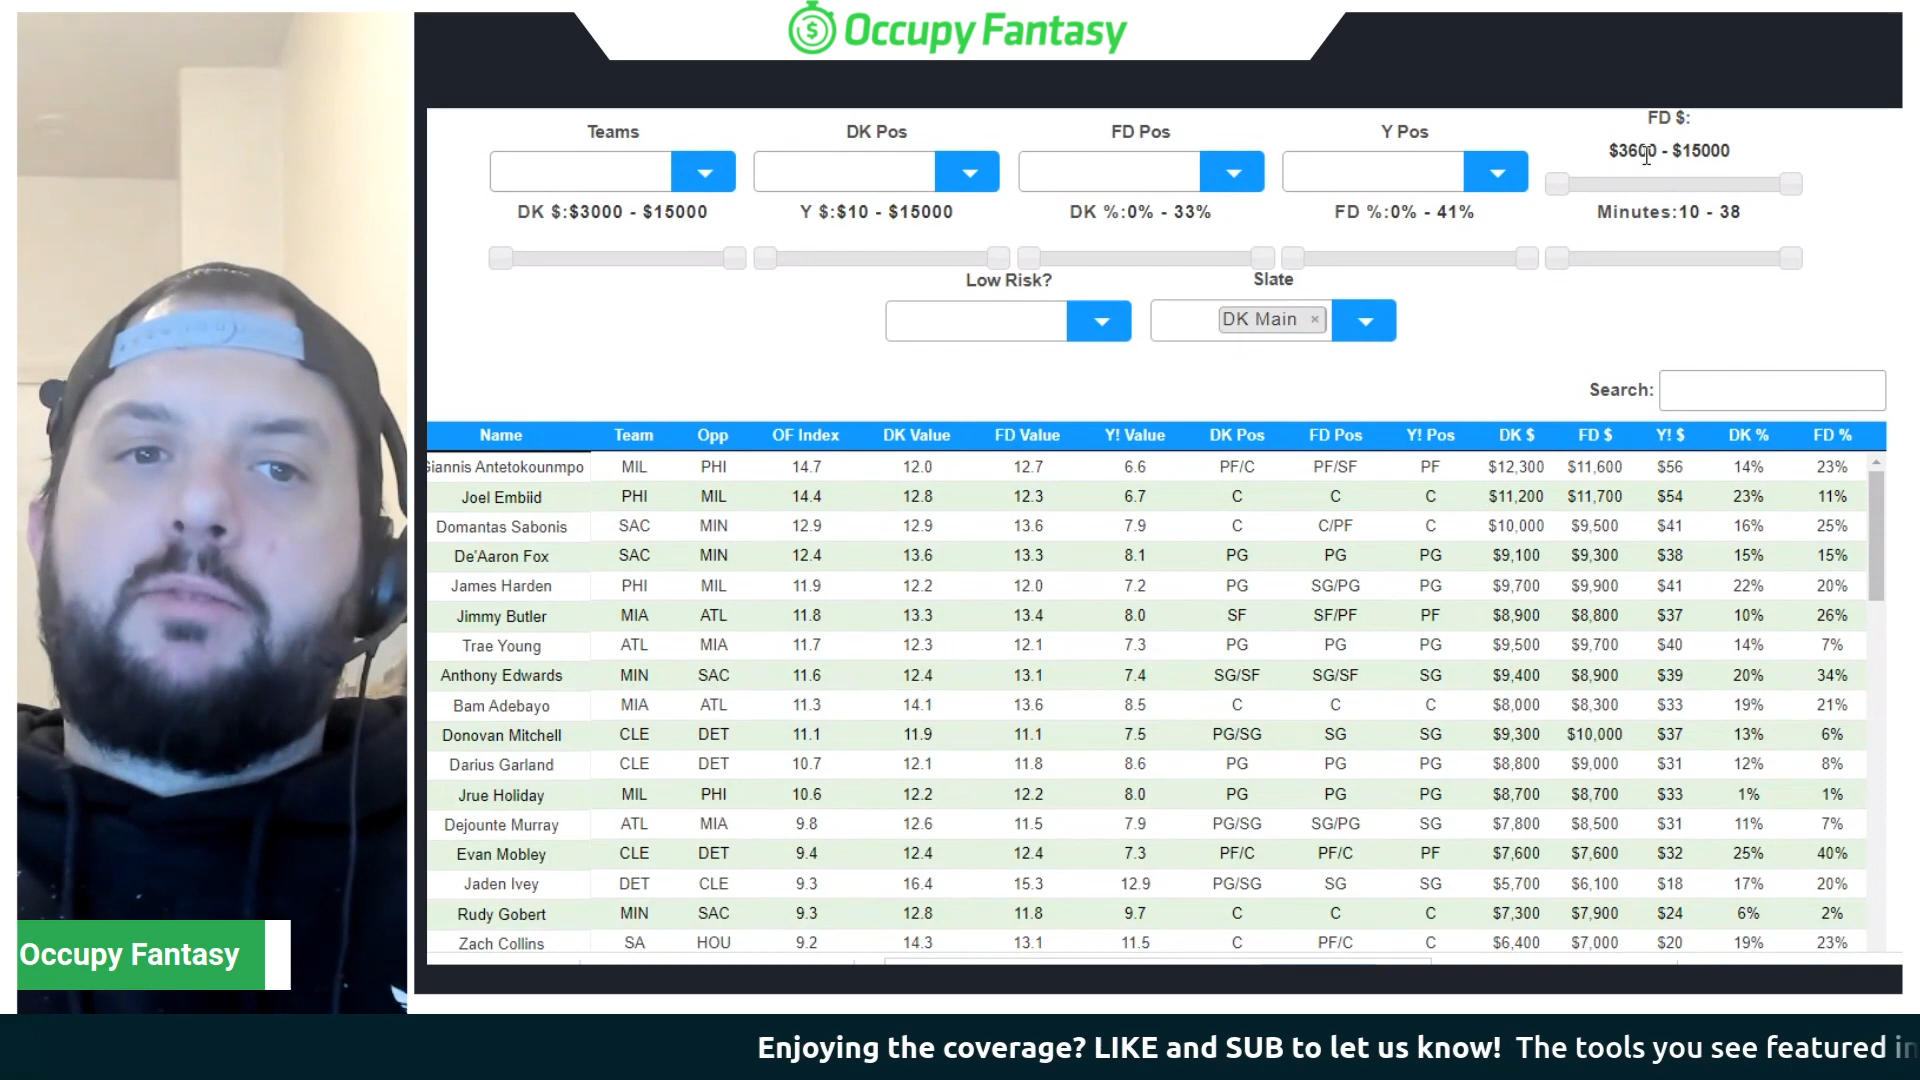 Occupy Fantasy
Teams DK Pos FD Pos Y Pos FD $:
$3600 - $15000
DK $:$3000 - $15000 Y $:$10 - $15000 DK %:0% - 33% FD %:0% - 41% Minutes:10 - 38
Low Risk? Slate
DK Main ×
Search:
Name Team Opp OF Index DK Value FD Value Y! Value DK Pos FD Pos Y! Pos DK $ FD $ Y! $ DK % FD %
Giannis Antetokounmpo MIL PHI 14.7 12.0 12.7 6.6 PF/C PF/SF PF $12,300 $11,600 $56 14% 23%
Joel Embiid PHI MIL 14.4 12.8 12.3 6.7 C C C $11,200 $11,700 $54 23% 11%
Domantas Sabonis SAC MIN 12.9 12.9 13.6 7.9 C C/PF C $10,000 $9,500 $41 16% 25%
De'Aaron Fox SAC MIN 12.4 13.6 13.3 8.1 PG PG PG $9,100 $9,300 $38 15% 15%
James Harden PHI MIL 11.9 12.2 12.0 7.2 PG SG/PG PG $9,700 $9,900 $41 22% 20%
Jimmy Butler MIA ATL 11.8 13.3 13.4 8.0 SF SF/PF PF $8,900 $8,800 $37 10% 26%
Trae Young ATL MIA 11.7 12.3 12.1 7.3 PG PG PG $9,500 $9,700 $40 14% 7%
Anthony Edwards MIN SAC 11.6 12.4 13.1 7.4 SG/SF SG/SF SG $9,400 $8,900 $39 20% 34%
Bam Adebayo MIA ATL 11.3 14.1 13.6 8.5 C C C $8,000 $8,300 $33 19% 21%
Donovan Mitchell CLE DET 11.1 11.9 11.1 7.5 PG/SG SG SG $9,300 $10,000 $37 13% 6%
Darius Garland CLE DET 10.7 12.1 11.8 8.6 PG PG PG $8,800 $9,000 $31 12% 8%
Jrue Holiday MIL PHI 10.6 12.2 12.2 8.0 PG PG PG $8,700 $8,700 $33 1% 1%
Dejounte Murray ATL MIA 9.8 12.6 11.5 7.9 PG/SG SG/PG SG $7,800 $8,500 $31 11% 7%
Evan Mobley CLE DET 9.4 12.4 12.4 7.3 PF/C PF/C PF $7,600 $7,600 $32 25% 40%
Jaden Ivey DET CLE 9.3 16.4 15.3 12.9 PG/SG SG SG $5,700 $6,100 $18 17% 20%
Rudy Gobert MIN SAC 9.3 12.8 11.8 9.7 C C C $7,300 $7,900 $24 6% 2%
Zach Collins SA HOU 9.2 14.3 13.1 11.5 C PF/C C $6,400 $7,000 $20 19% 23%
Occupy Fantasy
Enjoying the coverage? LIKE and SUB to let us know! The tools you see featured in